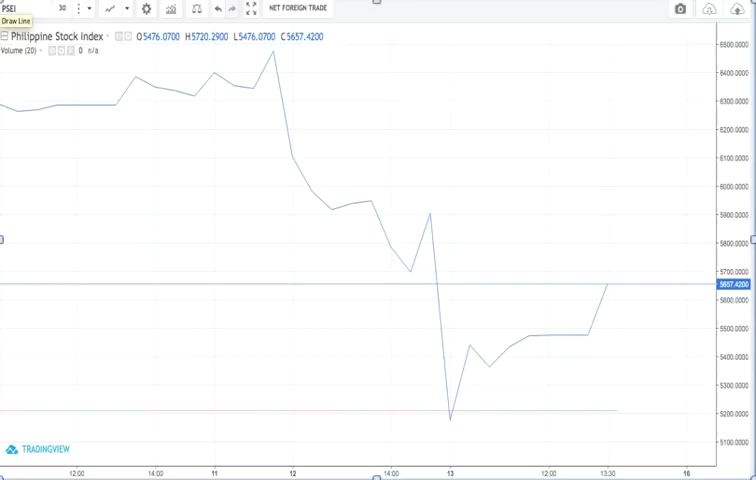 PSEI 30 NET FOREIGN TRADE
Draw Line
Philippine Stock Index O5476.0700 H5720.2900 L5476.0700 C5657.4200
Volume (20) 0 n/a
6500.0000
6400.0000
6300.0000
6200.0000
6100.0000
6000.0000
5900.0000
5800.0000
5700.0000
5657.4200
5600.0000
5500.0000
5400.0000
5300.0000
5200.0000
5100.0000
TRADINGVIEW
12:00 14:00 11 12 14:00 13 12:00 13:30 16